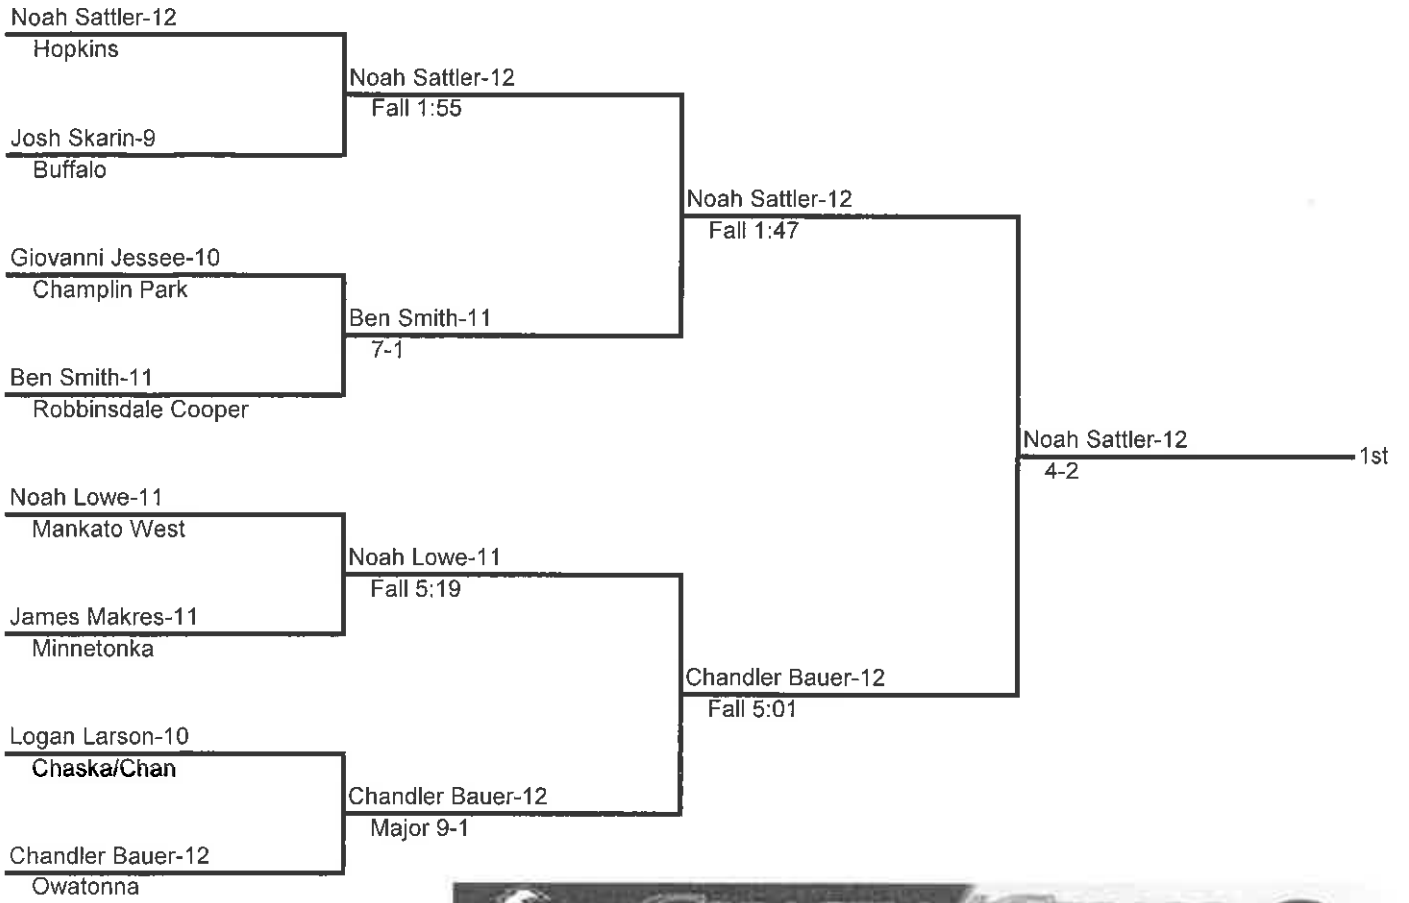 Noah Sattler-12
Hopkins
Noah Sattler-12
Fall 1:55
Josh Skarin-9
Buffalo
Noah Sattler-12
Fall 1:47
Giovanni Jessee-10
Champlin Park
Ben Smith-11
7-1
Ben Smith-11
Robbinsdale Cooper
Noah Sattler-12
4-2
1st
Noah Lowe-11
Mankato West
Noah Lowe-11
Fall 5:19
James Makres-11
Minnetonka
Chandler Bauer-12
Fall 5:01
Logan Larson-10
Chaska/Chan
Chandler Bauer-12
Major 9-1
Chandler Bauer-12
Owatonna